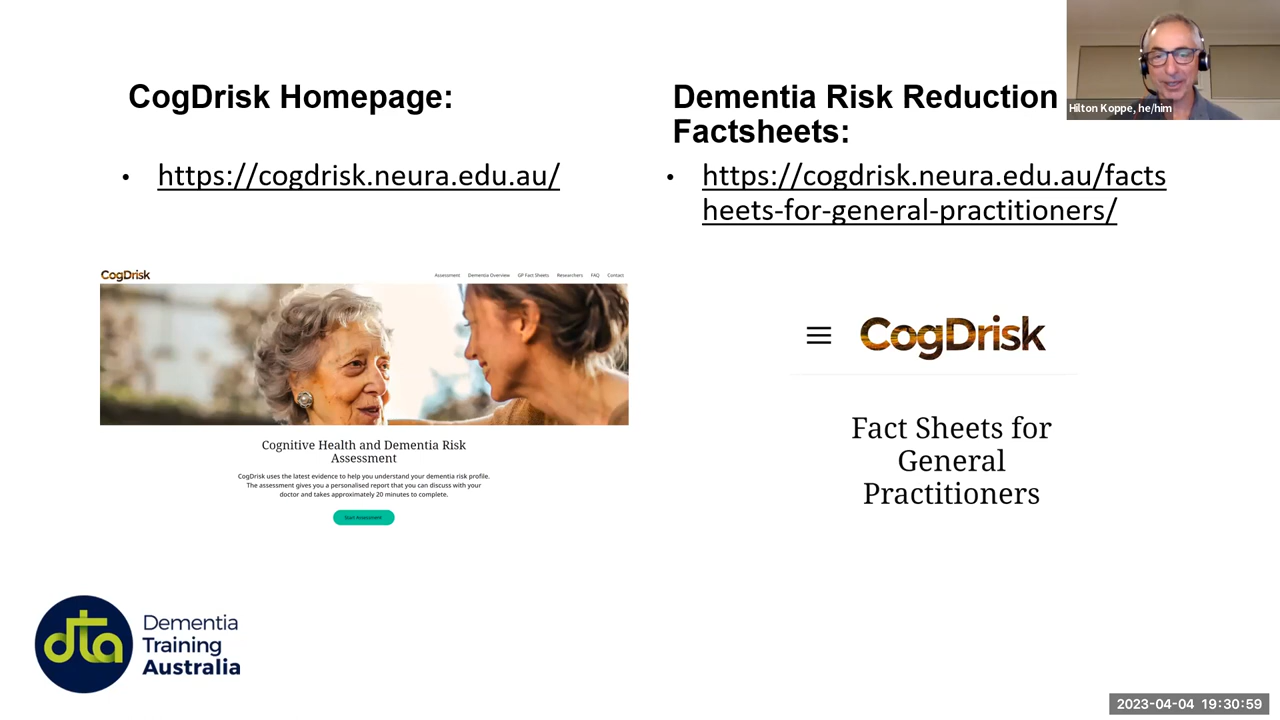 CogDrisk Homepage:
• https://cogdrisk.neura.edu.au/
CogDrisk
Assessment Dementia Overview GP Fact Sheets Researchers FAQ Contact
Cognitive Health and Dementia Risk
Assessment
CogDrisk uses the latest evidence to help you understand your dementia risk profile.
The assessment gives you a personalised report that you can discuss with your
doctor and takes approximately 20 minutes to complete.
Start Assessment
Dementia Risk Reduction
Factsheets:
• https://cogdrisk.neura.edu.au/facts
heets-for-general-practitioners/
CogDrisk
Fact Sheets for
General
Practitioners
Hilton Koppe, he/him
dta
Dementia
Training
Australia
2023-04-04 19:30:59